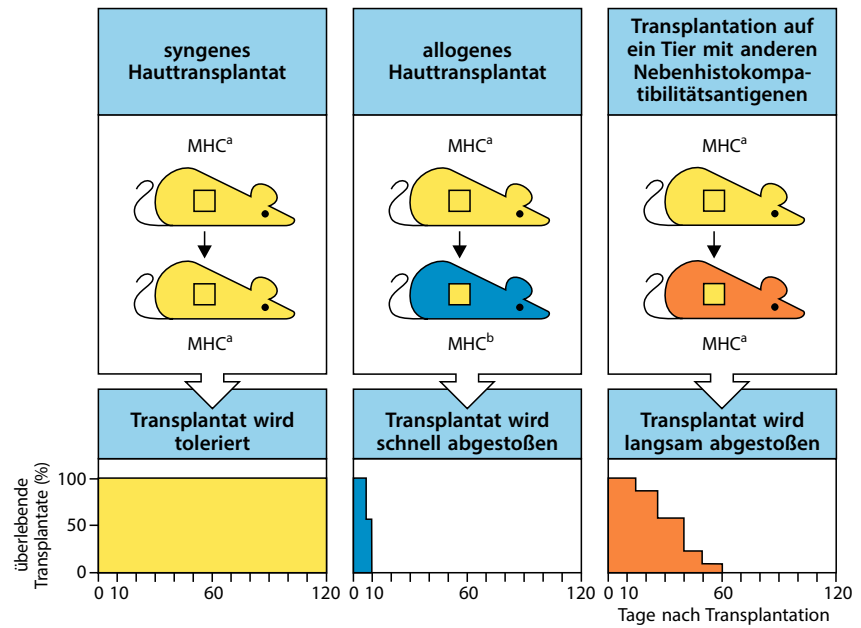 syngenes
Hauttransplantat
allogenes
Hauttransplantat
Transplantation auf
ein Tier mit anderen
Nebenhistokompa-
tibilitätsantigenen
MHCᵃ
MHCᵃ
MHCᵃ
MHCᵃ
MHCᵇ
MHCᵃ
Transplantat wird
toleriert
Transplantat wird
schnell abgestoßen
Transplantat wird
langsam abgestoßen
überlebende
Transplantate (%)
100
50
0
0 10 60 120
0 10 60 120
0 10 60 120
Tage nach Transplantation